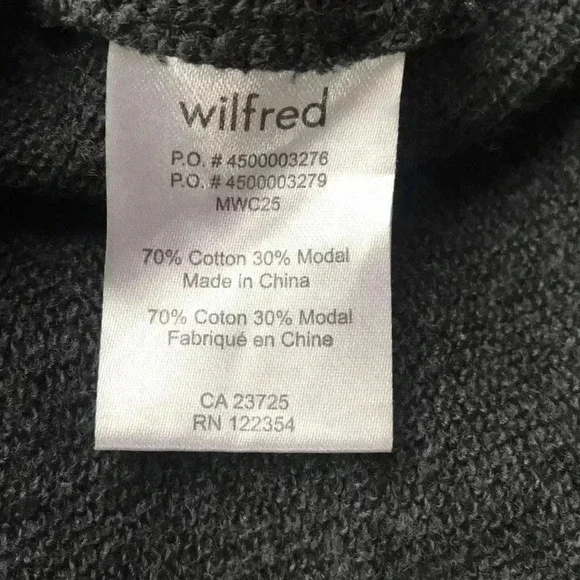 wilfred
P.O. # 4500003276
P.O. # 4500003279
MWC25
70% Cotton 30% Modal
Made in China
70% Coton 30% Modal
Fabriqué en Chine
CA 23725
RN 122354